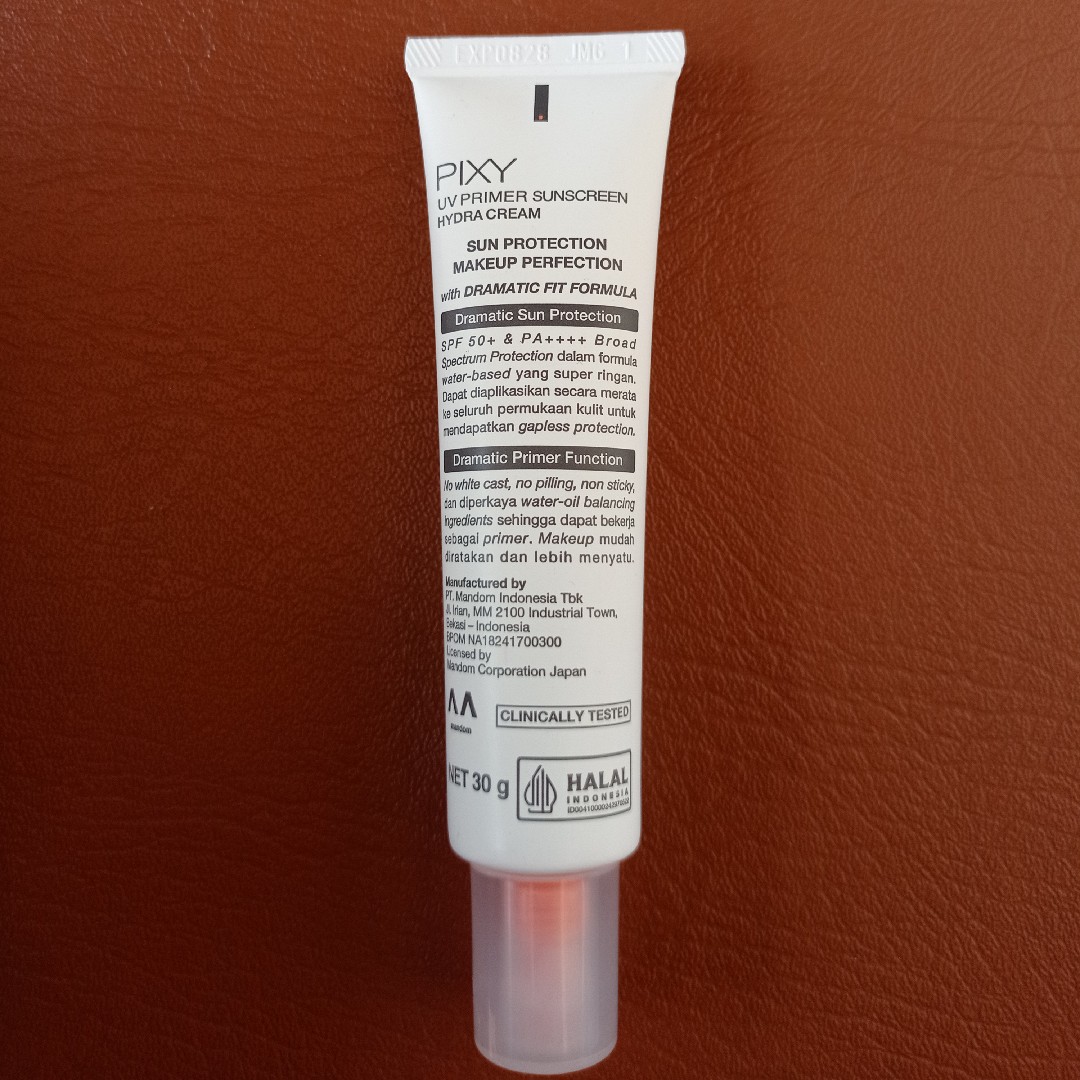 EXP0828 JMG 1
PIXY
UV PRIMER SUNSCREEN
HYDRA CREAM
SUN PROTECTION
MAKEUP PERFECTION
with DRAMATIC FIT FORMULA
Dramatic Sun Protection
SPF 50+ & PA++++ Broad
Spectrum Protection dalam formula
water-based yang super ringan.
Dapat diaplikasikan secara merata
ke seluruh permukaan kulit untuk
mendapatkan gapless protection.
Dramatic Primer Function
No white cast, no pilling, non sticky,
dan diperkaya water-oil balancing
ingredients sehingga dapat bekerja
sebagai primer. Makeup mudah
diratakan dan lebih menyatu.
Manufactured by
PT. Mandom Indonesia Tbk
Jl. Irian, MM 2100 Industrial Town,
Bekasi – Indonesia
BPOM NA18241700300
Licensed by
Mandom Corporation Japan
mandom
CLINICALLY TESTED
NET 30 g
HALAL
INDONESIA